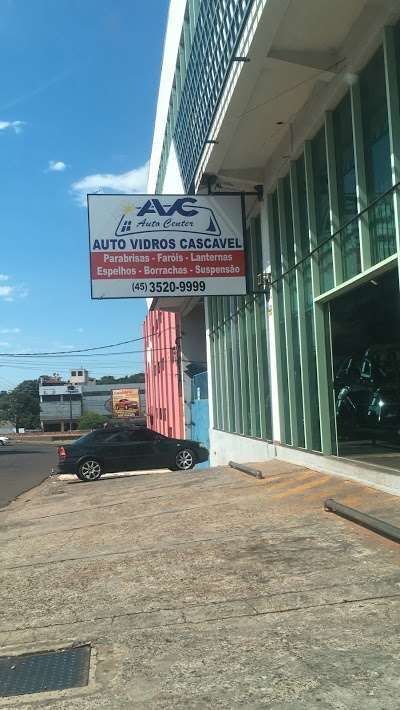 AVC
Auto Center
AUTO VIDROS CASCAVEL
Parabrisas - Faróis - Lanternas
Espelhos - Borrachas - Suspensão
(45) 3520-9999